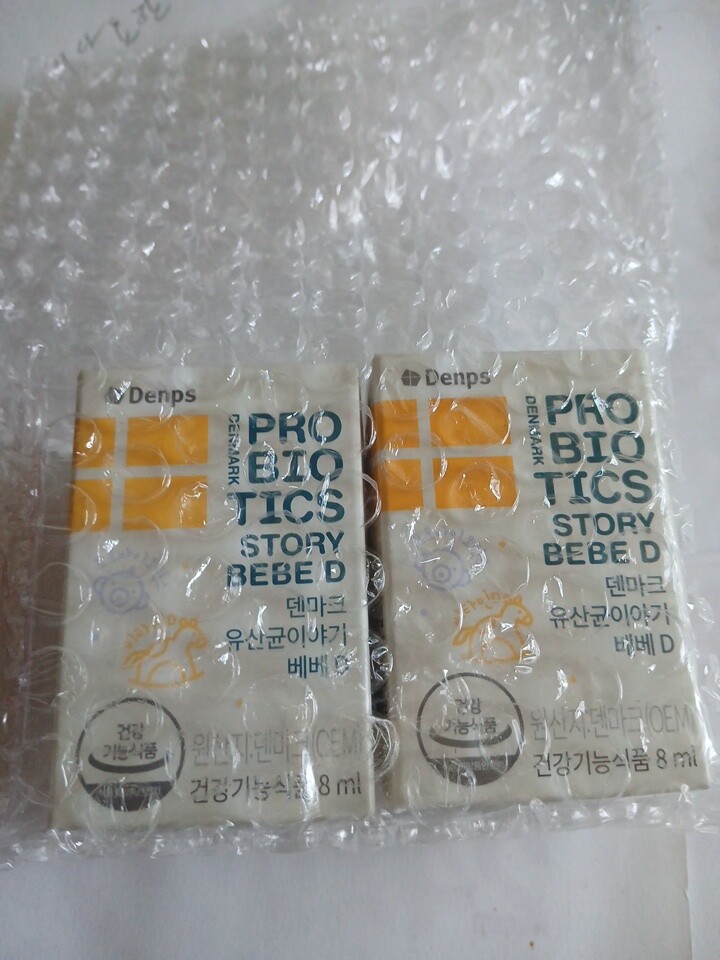 Denps
DENMARK
PRO
BIO
TICS
STORY
BEBE D
덴마크
유산균이야기
베베 D
건강
기능식품
원산지:덴마크(OEM)
건강기능식품 8 ml
Denps
DENMARK
PRO
BIO
TICS
STORY
BEBE D
덴마크
유산균이야기
베베 D
건강
기능식품
원산지:덴마크(OEM)
건강기능식품 8 ml